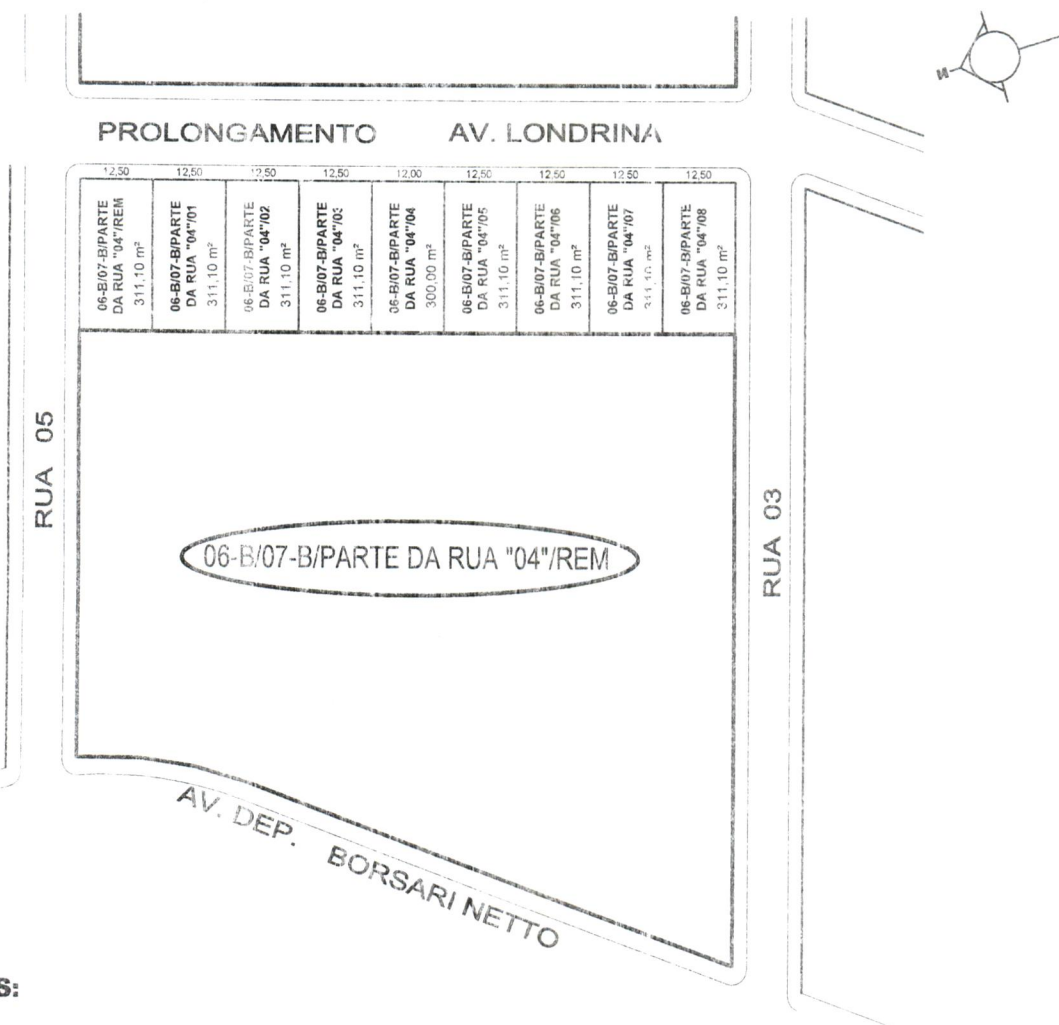 N
PROLONGAMENTO AV. LONDRINA
12,50 12,50 12,50 12,50 12,00 12,50 12,50 12,50 12,50
06-B/07-B/PARTE
DA RUA "04"/REM
311,10 m²
06-B/07-B/PARTE
DA RUA "04"/01
311,10 m²
06-B/07-B/PARTE
DA RUA "04"/02
311,10 m²
06-B/07-B/PARTE
DA RUA "04"/03
311,10 m²
06-B/07-B/PARTE
DA RUA "04"/04
300,00 m²
06-B/07-B/PARTE
DA RUA "04"/05
311,10 m²
06-B/07-B/PARTE
DA RUA "04"/06
311,10 m²
06-B/07-B/PARTE
DA RUA "04"/07
311,10 m²
06-B/07-B/PARTE
DA RUA "04"/08
311,10 m²
RUA 05
06-B/07-B/PARTE DA RUA "04"/REM
RUA 03
AV. DEP. BORSARI NETTO
S: